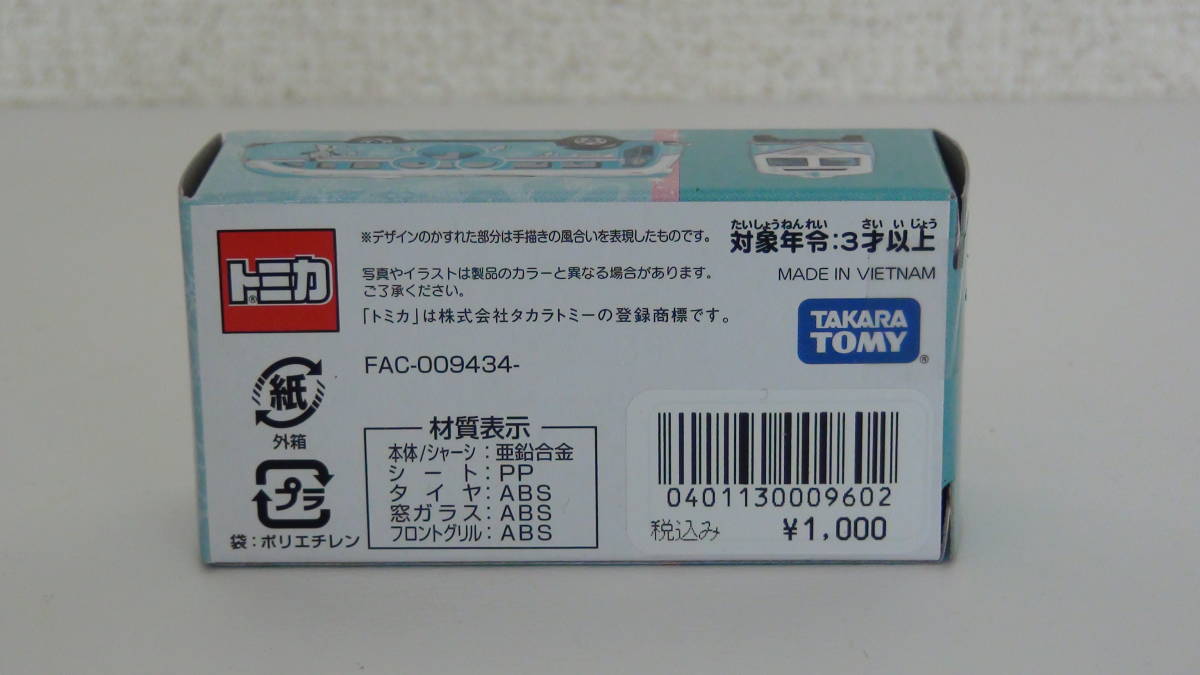 トミカ®
※デザインのかすれた部分は手描きの風合いを表現したものです。
写真やイラストは製品のカラーと異なる場合があります。
ご了承ください。
「トミカ」は株式会社タカラトミーの登録商標です。
FAC-009434-
たいしょうねんれい さい いじょう
対象年令:3才以上
MADE IN VIETNAM
TAKARA
TOMY®
紙
外箱
プラ
袋:ポリエチレン
材質表示
本体/シャーシ:亜鉛合金
シート:PP
タイヤ:ABS
窓ガラス:ABS
フロントグリル:ABS
0401130009602
税込み ¥1,000